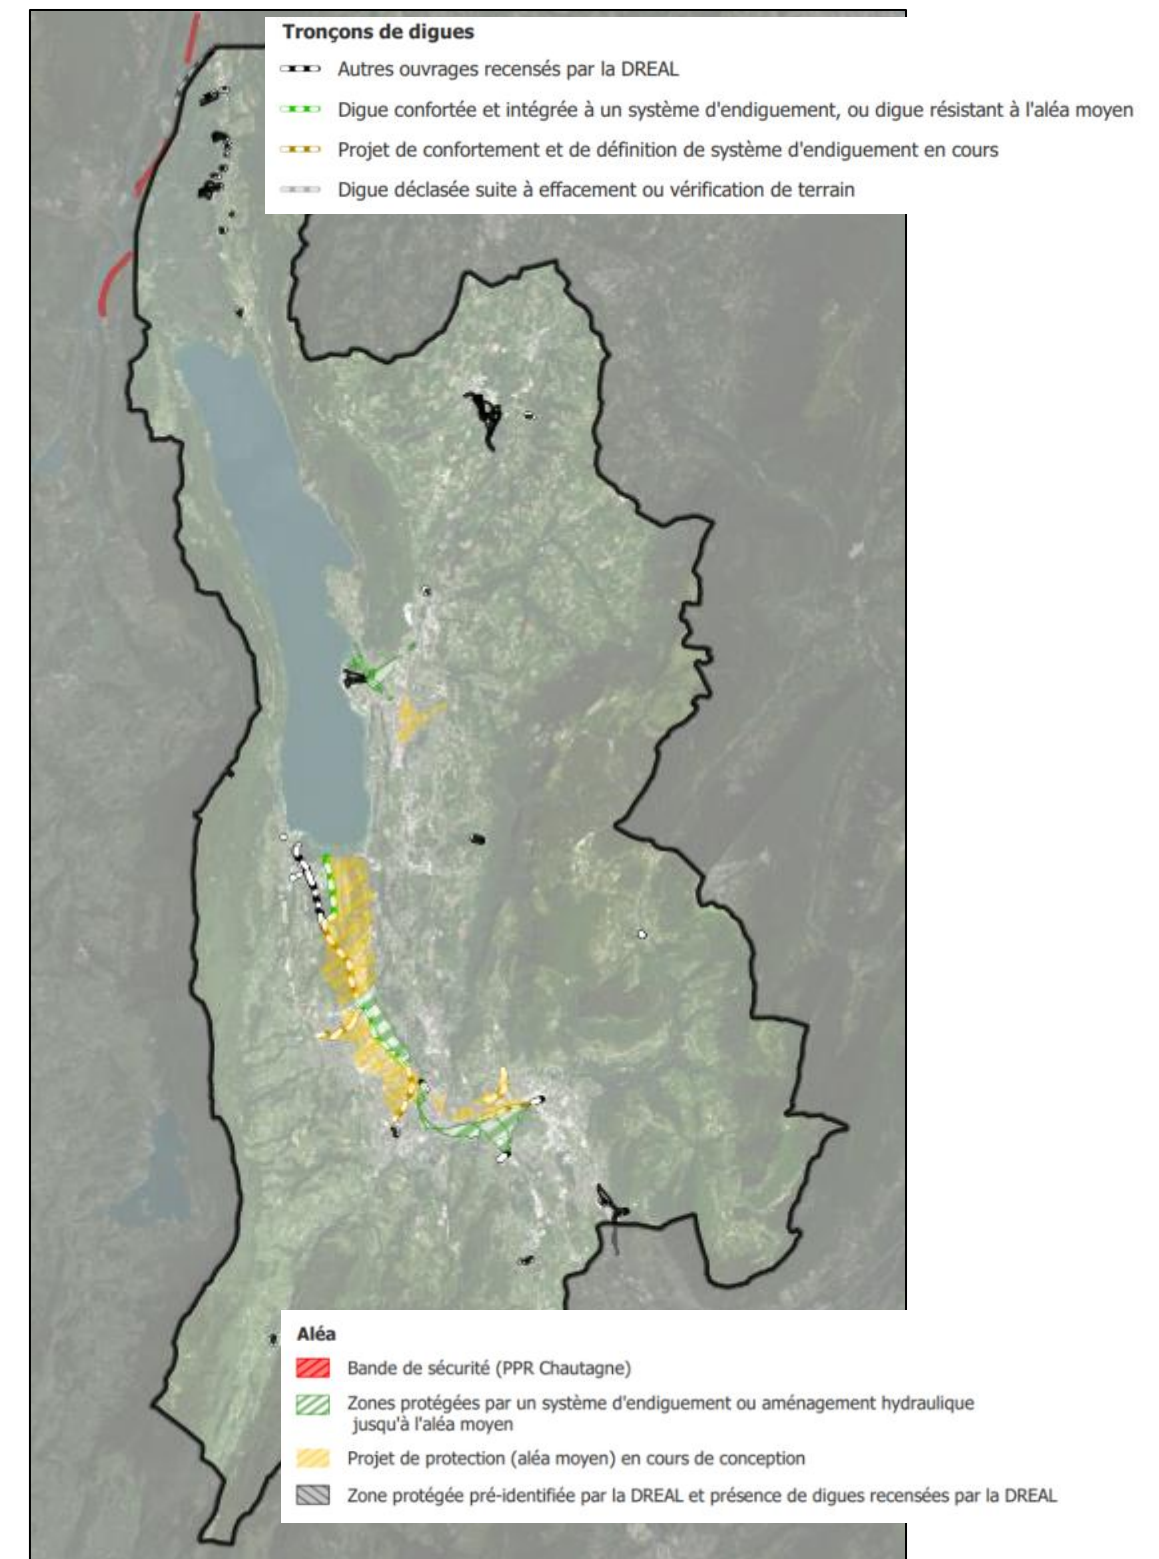 Tronçons de digues
Autres ouvrages recensés par la DREAL
Digue confortée et intégrée à un système d'endiguement, ou digue résistant à l'aléa moyen
Projet de confortement et de définition de système d'endiguement en cours
Digue déclasée suite à effacement ou vérification de terrain
Aléa
Bande de sécurité (PPR Chautagne)
Zones protégées par un système d'endiguement ou aménagement hydraulique
jusqu'à l'aléa moyen
Projet de protection (aléa moyen) en cours de conception
Zone protégée pré-identifiée par la DREAL et présence de digues recensées par la DREAL